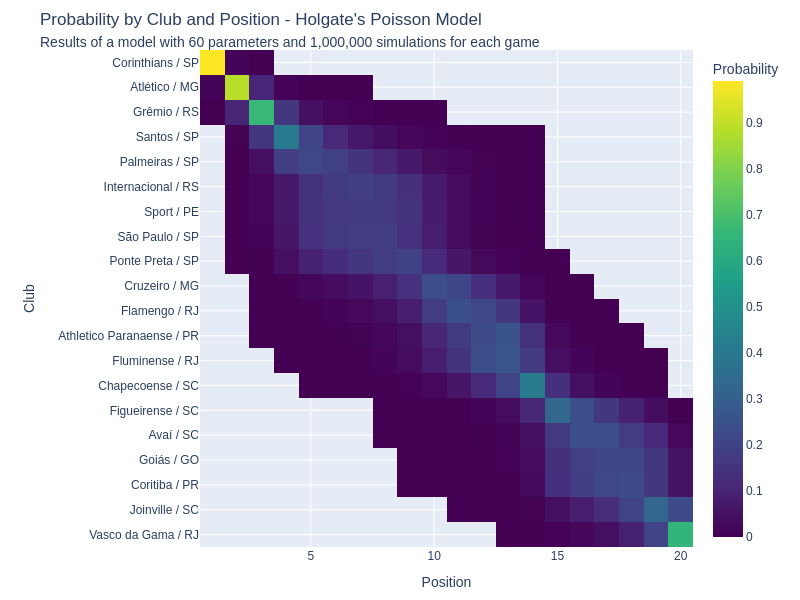 Probability by Club and Position - Holgate's Poisson Model
Results of a model with 60 parameters and 1,000,000 simulations for each game
Probability
Corinthians / SP
Atlético / MG
Grêmio / RS
Santos / SP
Palmeiras / SP
Internacional / RS
Sport / PE
São Paulo / SP
Ponte Preta / SP
Cruzeiro / MG
Flamengo / RJ
Athletico Paranaense / PR
Fluminense / RJ
Chapecoense / SC
Figueirense / SC
Avaí / SC
Goiás / GO
Coritiba / PR
Joinville / SC
Vasco da Gama / RJ
Club
5
10
15
20
Position
0.9
0.8
0.7
0.6
0.5
0.4
0.3
0.2
0.1
0